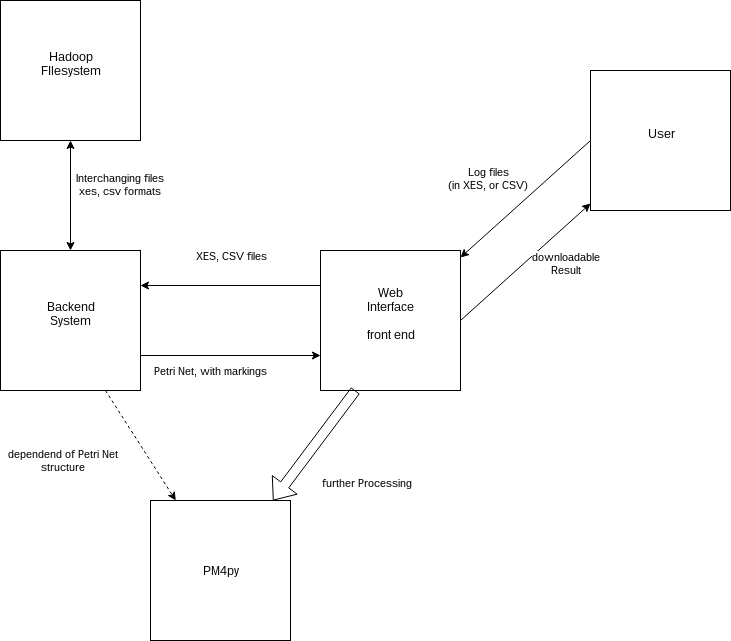 Hadoop
FIlesystem
User
Log files
(in XES, or CSV)
Interchanging files
xes, csv formats
XES, CSV files
downloadable
Result
Backend
System
Web
Interface
front end
Petri Net, with markings
dependend of Petri Net
structure
further Processing
PM4py